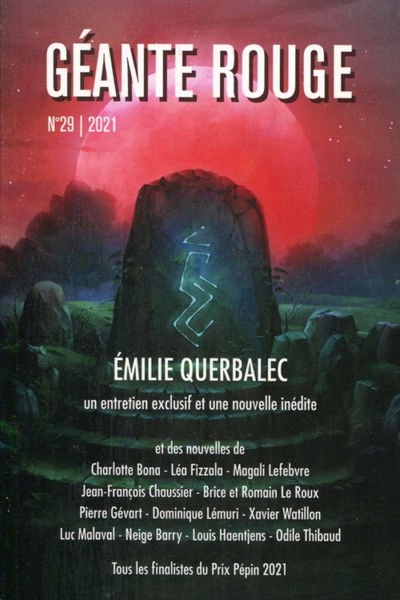 GÉANTE ROUGE
N°29 | 2021
ÉMILIE QUERBALEC
un entretien exclusif et une nouvelle inédite
et des nouvelles de
Charlotte Bona - Léa Fizzala - Magali Lefebvre
Jean-François Chaussier - Brice et Romain Le Roux
Pierre Gévart - Dominique Lémuri - Xavier Watillon
Luc Malaval - Neige Barry - Louis Haentjens - Odile Thibaud
Tous les finalistes du Prix Pépin 2021